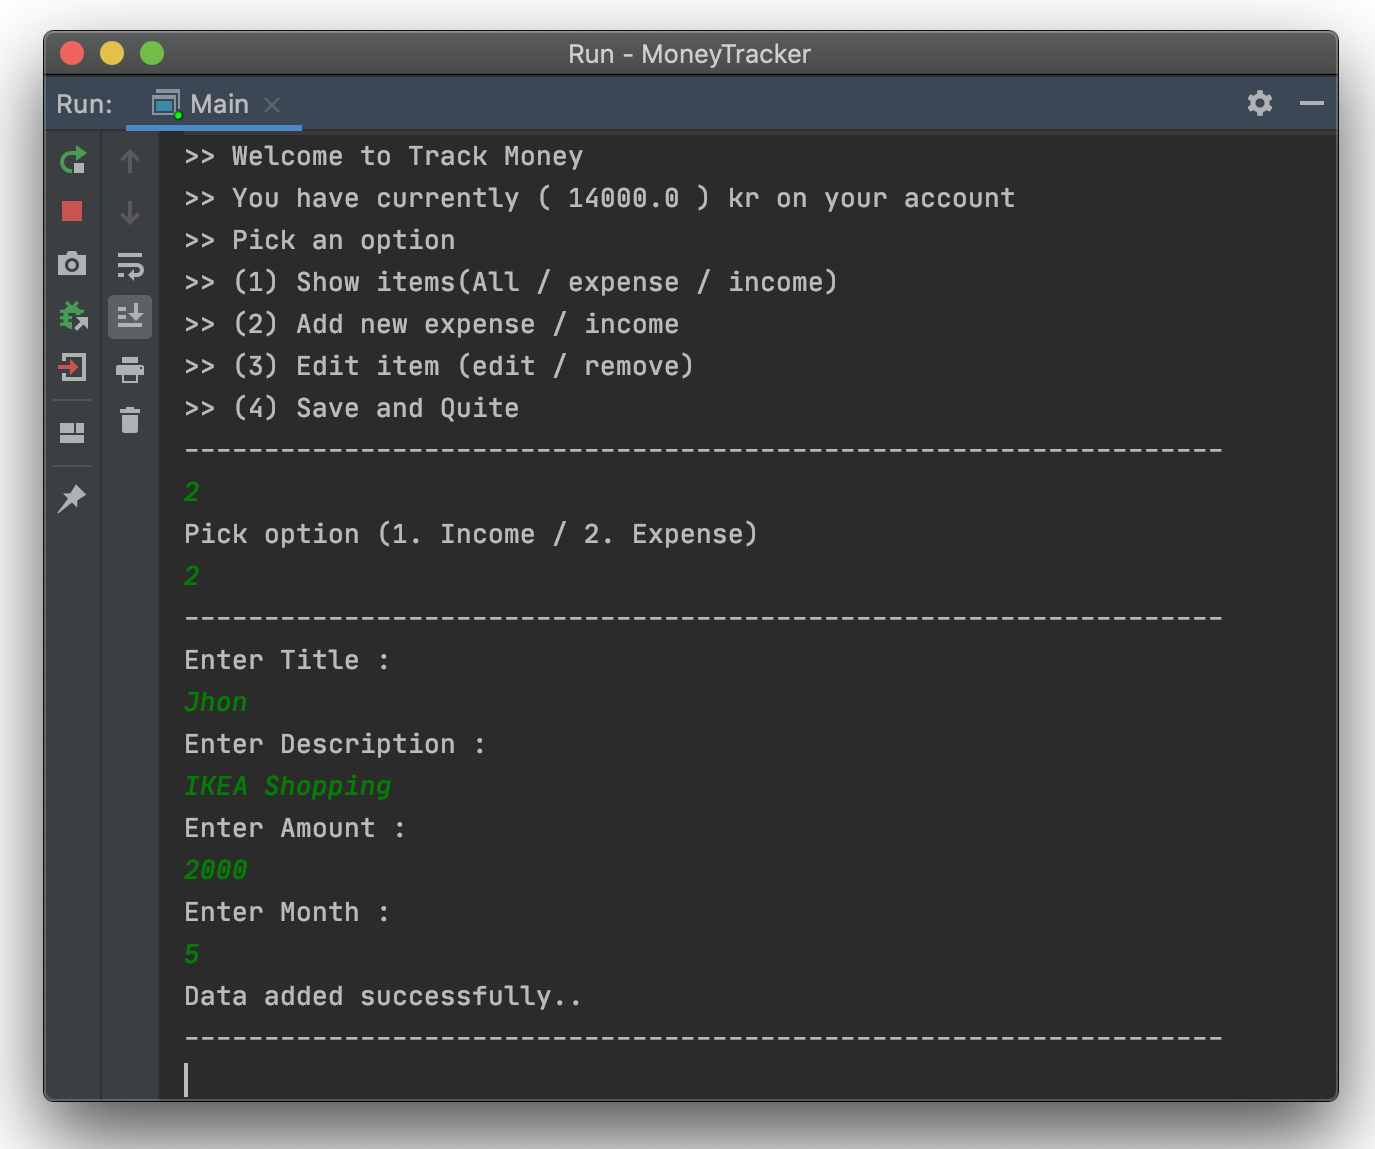 Run - MoneyTracker
Run: Main
>> Welcome to Track Money
>> You have currently ( 14000.0 ) kr on your account
>> Pick an option
>> (1) Show items(All / expense / income)
>> (2) Add new expense / income
>> (3) Edit item (edit / remove)
>> (4) Save and Quite
-----------------------------------------------------------------
2
Pick option (1. Income / 2. Expense)
2
-----------------------------------------------------------------
Enter Title :
Jhon
Enter Description :
IKEA Shopping
Enter Amount :
2000
Enter Month :
5
Data added successfully..
-----------------------------------------------------------------